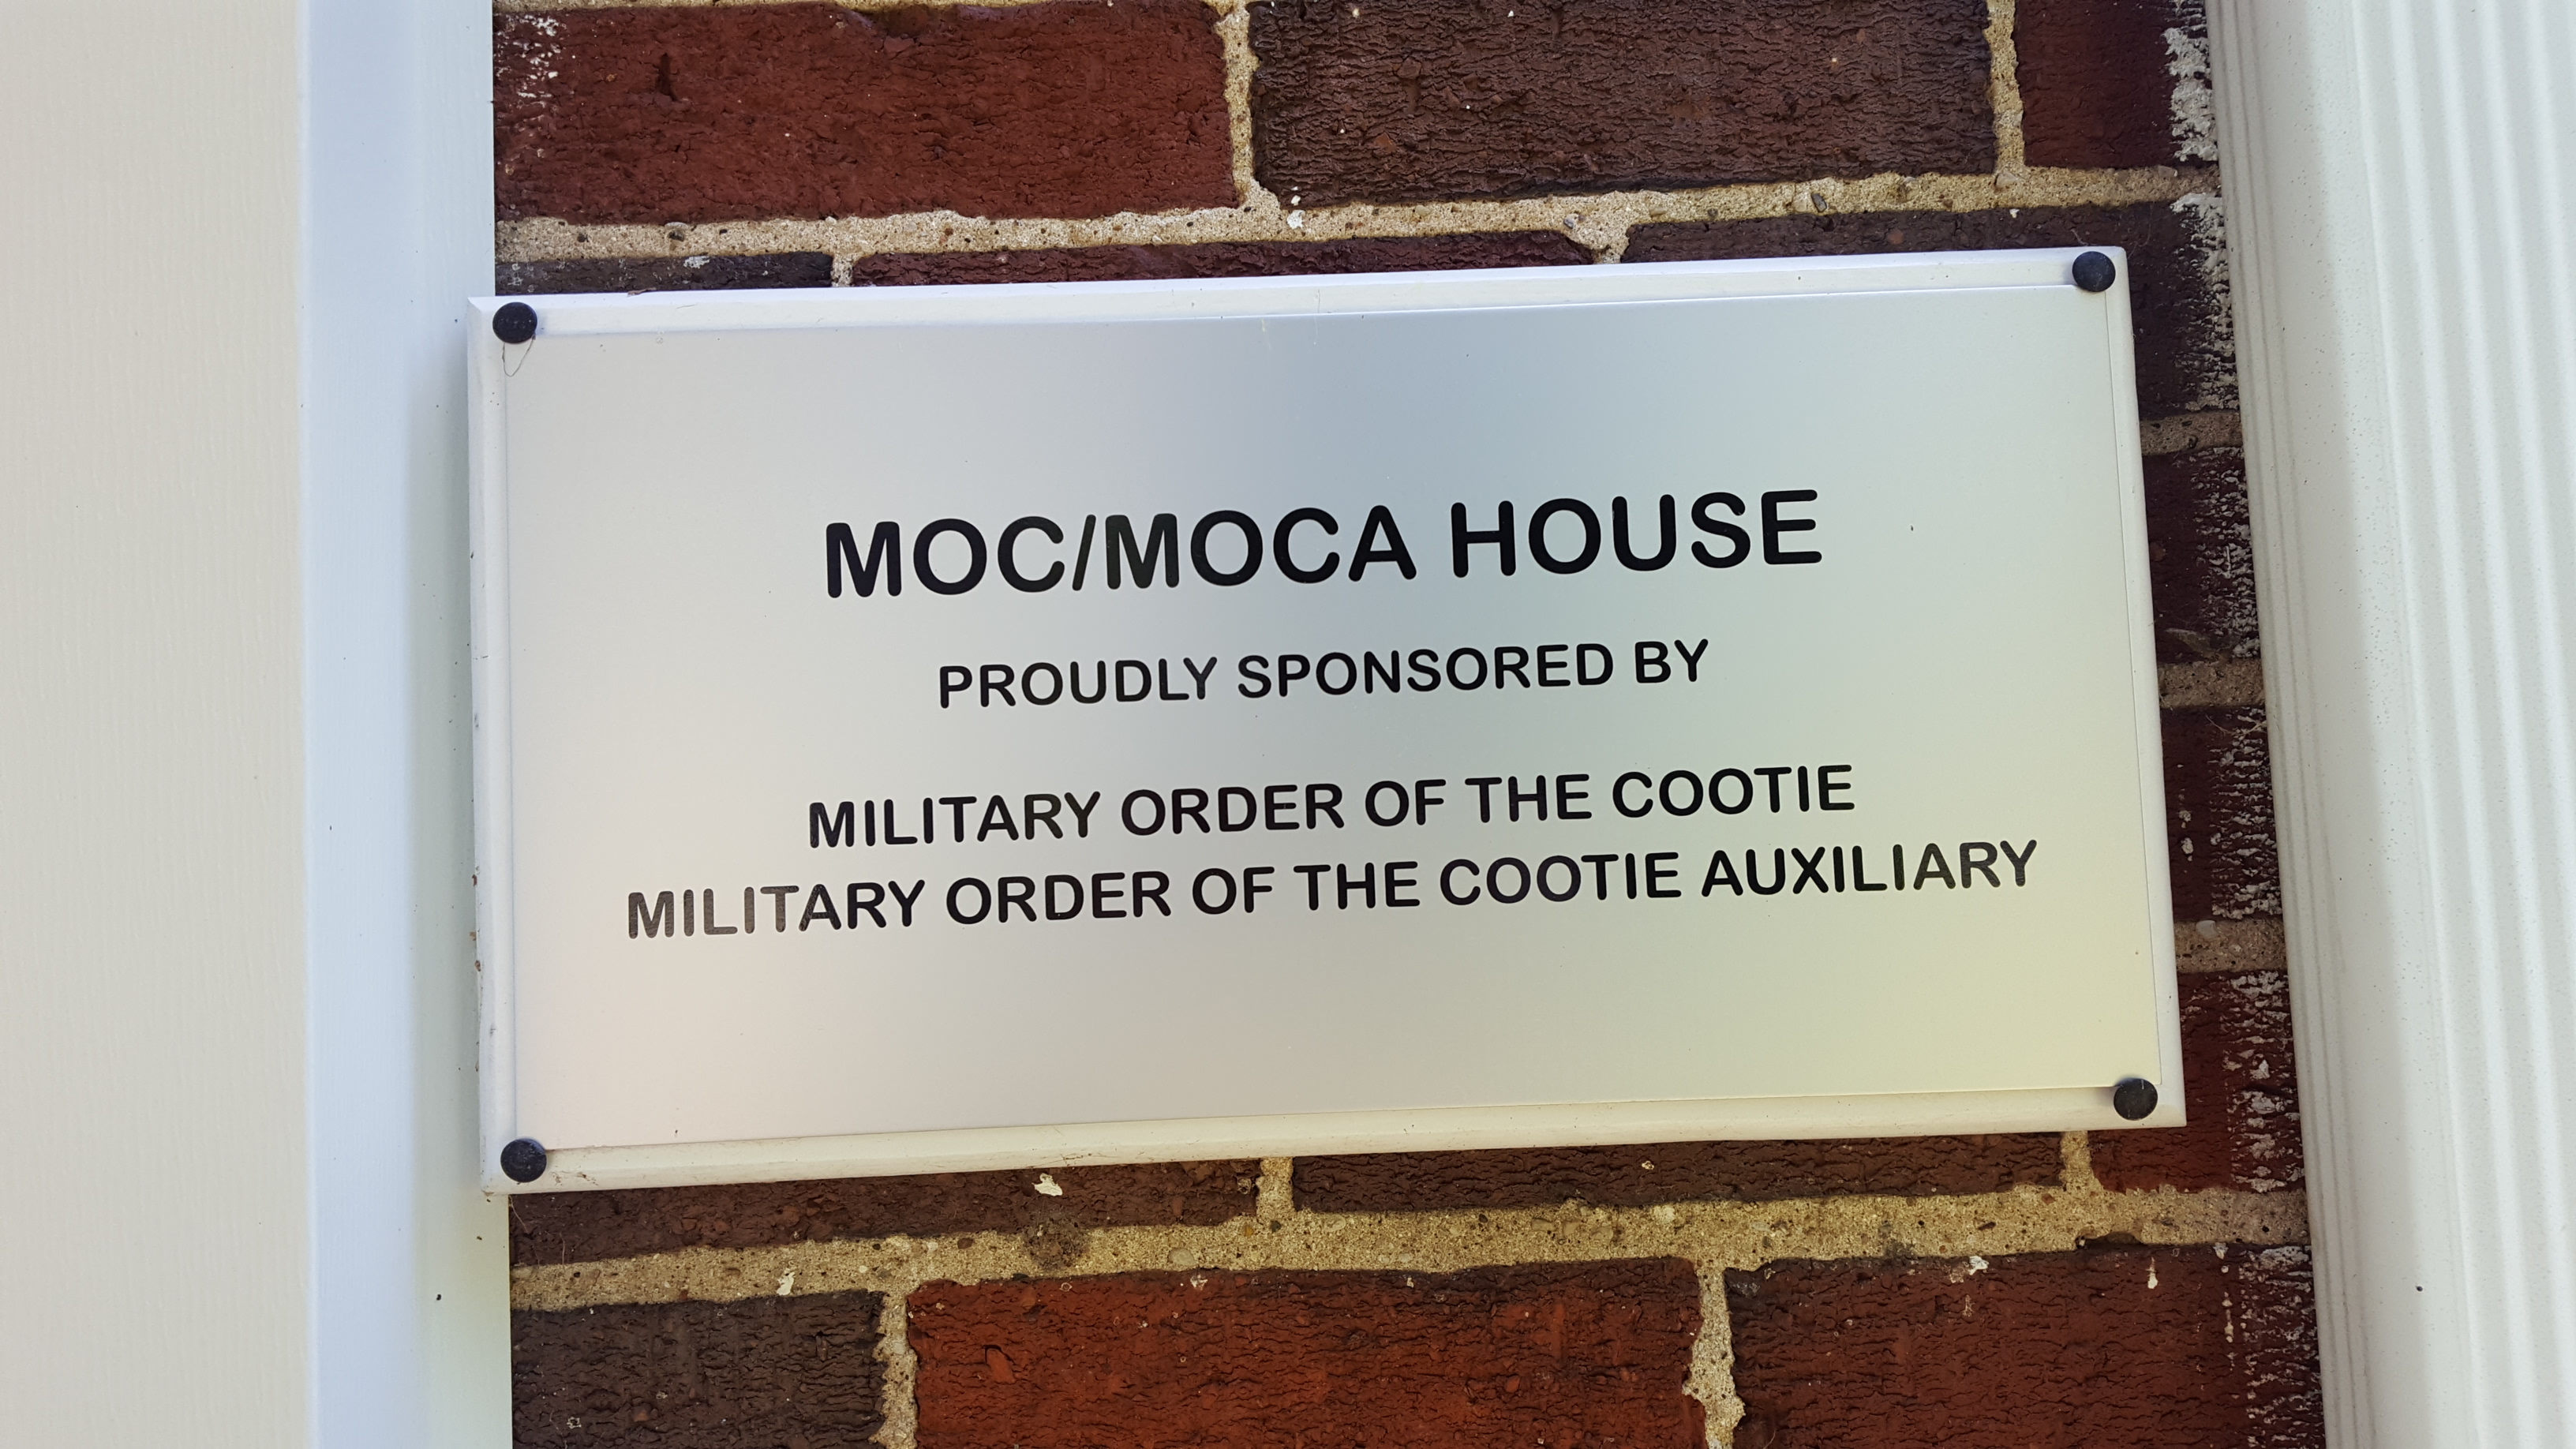 MOC/MOCA HOUSE
PROUDLY SPONSORED BY
MILITARY ORDER OF THE COOTIE
MILITARY ORDER OF THE COOTIE AUXILIARY